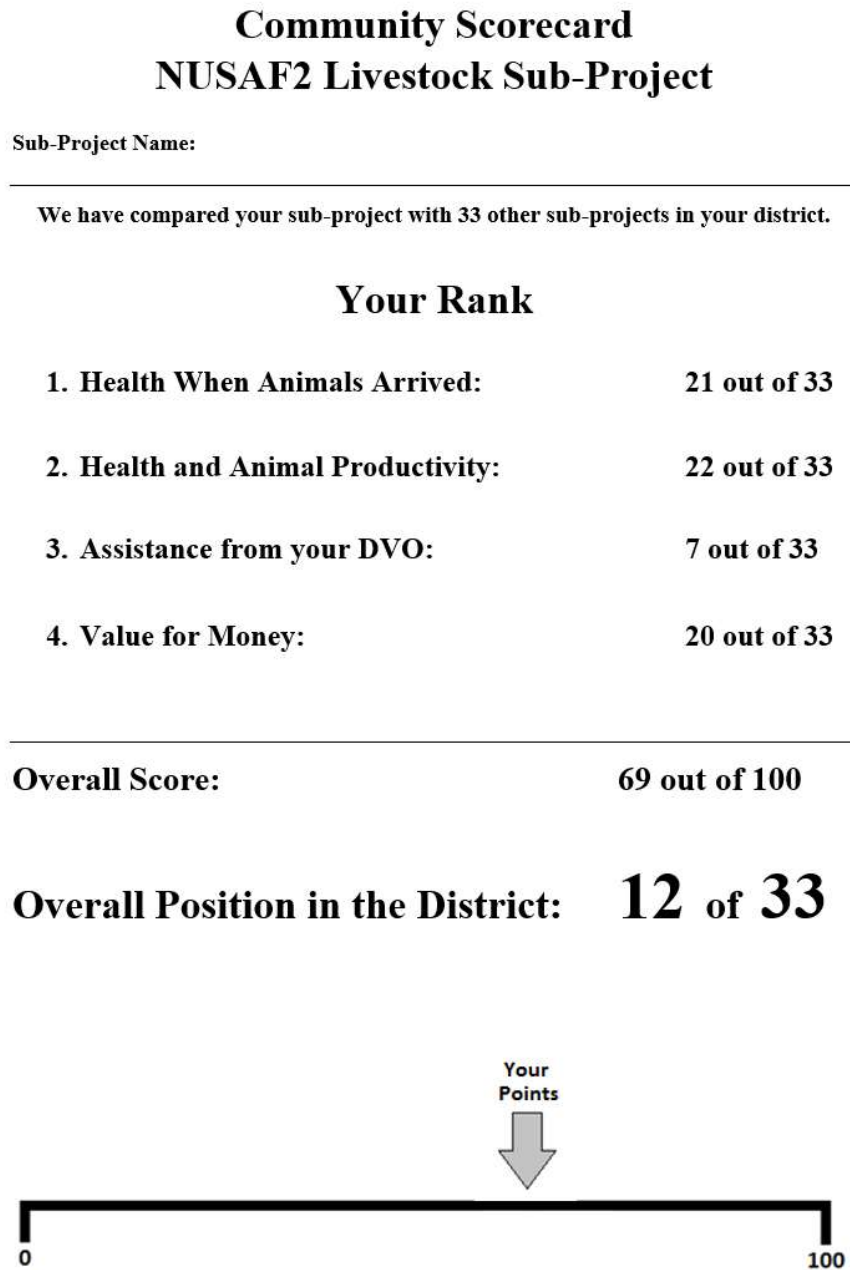 Community Scorecard
NUSAF2 Livestock Sub-Project
Sub-Project Name:
We have compared your sub-project with 33 other sub-projects in your district.
Your Rank
1. Health When Animals Arrived: 21 out of 33
2. Health and Animal Productivity: 22 out of 33
3. Assistance from your DVO: 7 out of 33
4. Value for Money: 20 out of 33
Overall Score: 69 out of 100
Overall Position in the District: 12 of 33
Your
Points
0 100